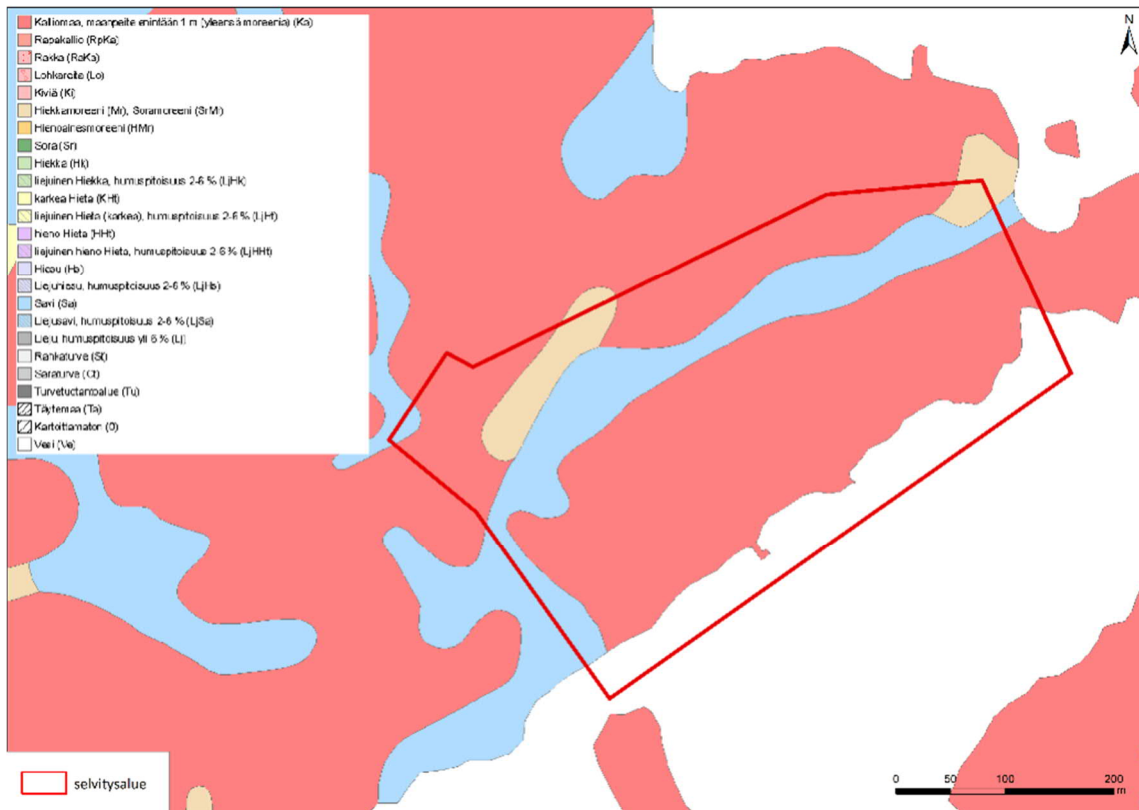 Kalliomaa, maanpeite enintään 1 m (yleensä moreenia) (Ka)
Rapakallio (RpKa)
Rakka (RaKa)
Lohkareita (Lo)
Kiviä (Ki)
Hiekkamoreeni (Mr), Soramoreeni (SrMr)
Hienoainesmoreeni (HMr)
Sora (Sr)
Hiekka (Hk)
liejuinen Hiekka, humuspitoisuus 2-6 % (LjHk)
karkea Hieta (KHt)
liejuinen Hieta (karkea), humuspitoisuus 2-6 % (LjHt)
hieno Hieta (HHt)
liejuinen hieno Hieta, humuspitoisuus 2-6 % (LjHHt)
Hiesu (Hs)
Liejuhiesu, humuspitoisuus 2-6 % (LjHs)
Savi (Sa)
Liejusavi, humuspitoisuus 2-6 % (LjSa)
Lieju, humuspitoisuus yli 6 % (Lj)
Rahkaturve (St)
Saraturve (Ct)
Turvetuotantoalue (Tu)
Täytemaa (Ta)
Kartoittamaton (0)
Vesi (Ve)
N
selvitysalue
0 50 100 200
m